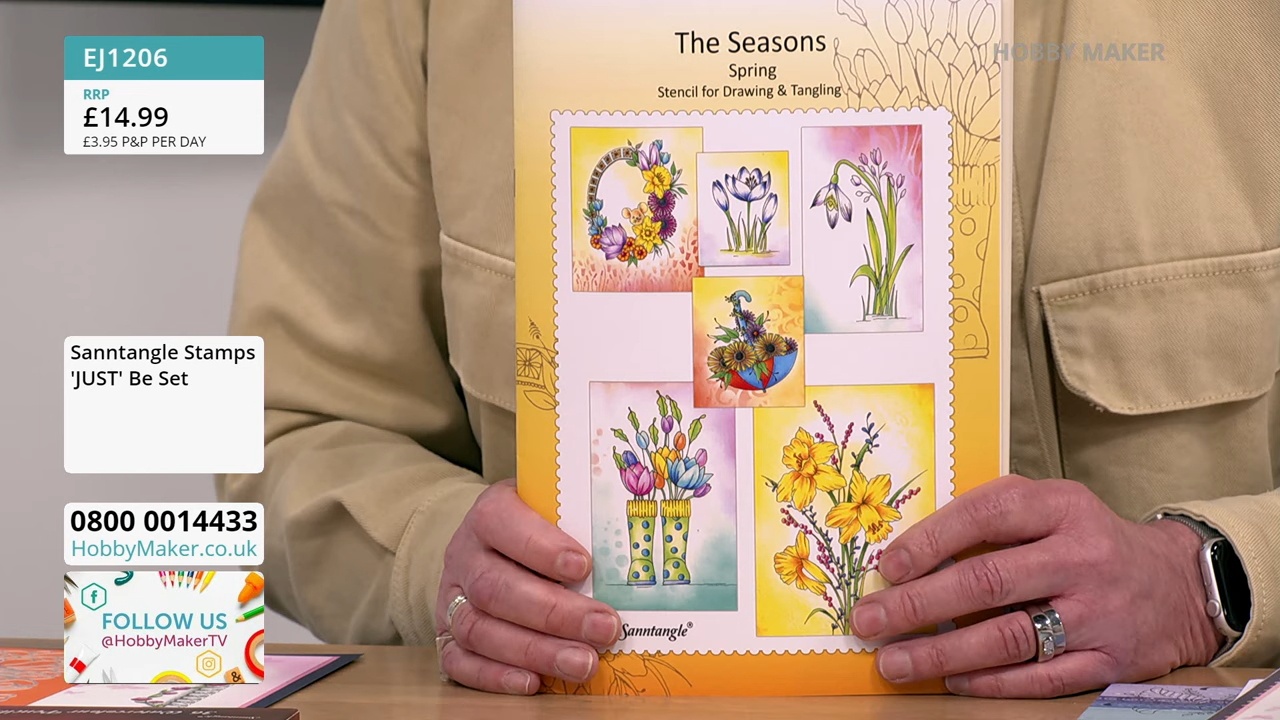 EJ1206
RRP
£14.99
£3.95 P&P PER DAY
Sanntangle Stamps
'JUST' Be Set
0800 0014433
HobbyMaker.co.uk
FOLLOW US
@HobbyMakerTV
The Seasons
Spring
Stencil for Drawing & Tangling
Sanntangle®
HOBBY MAKER